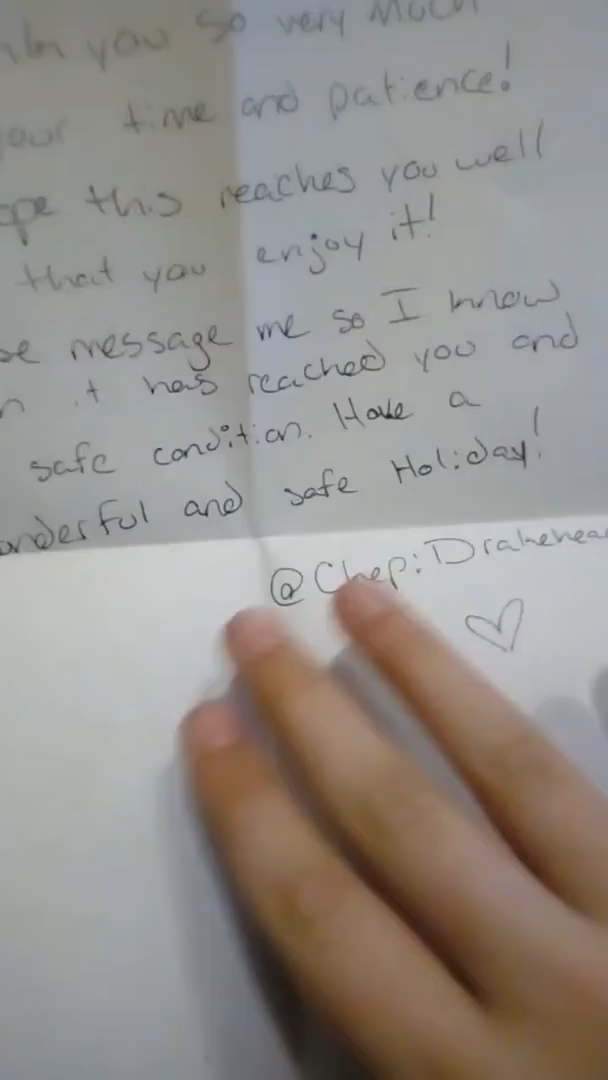 you so very Much
time and patience!
this reaches you well
that you enjoy it!
message me so I know
it has reached you and
safe condition. Have a
and safe Holiday!
@Chep:Drakehea